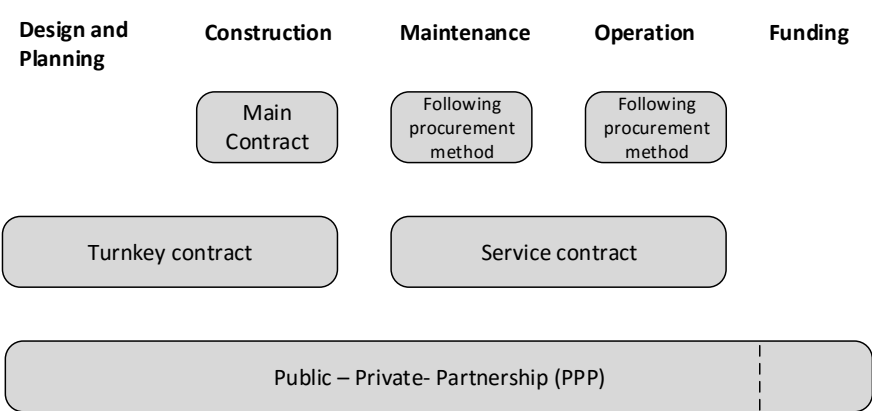 Design and
Planning
Construction
Maintenance
Operation
Funding
Main
Contract
Following
procurement
method
Following
procurement
method
Turnkey contract
Service contract
Public – Private- Partnership (PPP)